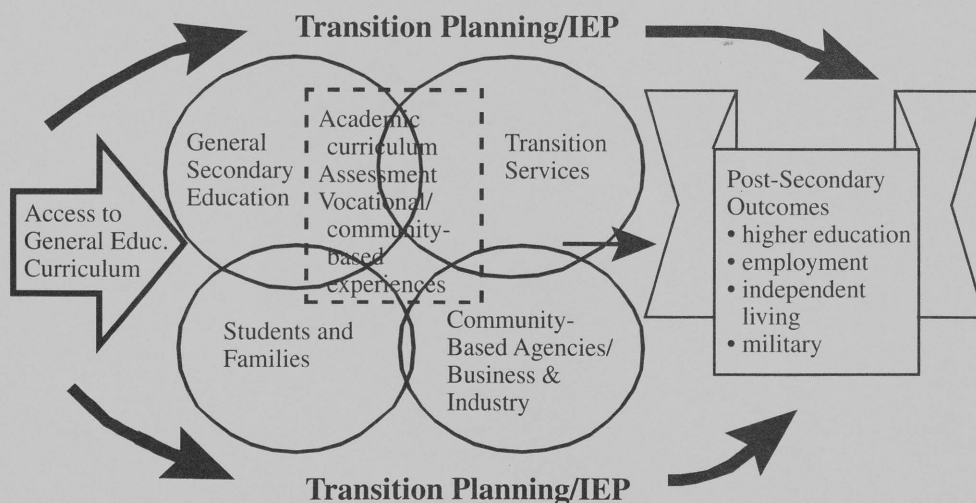 Transition Planning/IEP
General
Secondary
Education
Academic
curriculum
Assessment
Vocational/
community-
based
experiences
Transition
Services
Access to
General Educ.
Curriculum
Students and
Families
Community-
Based Agencies/
Business &
Industry
Post-Secondary
Outcomes
• higher education
• employment
• independent
living
• military
Transition Planning/IEP